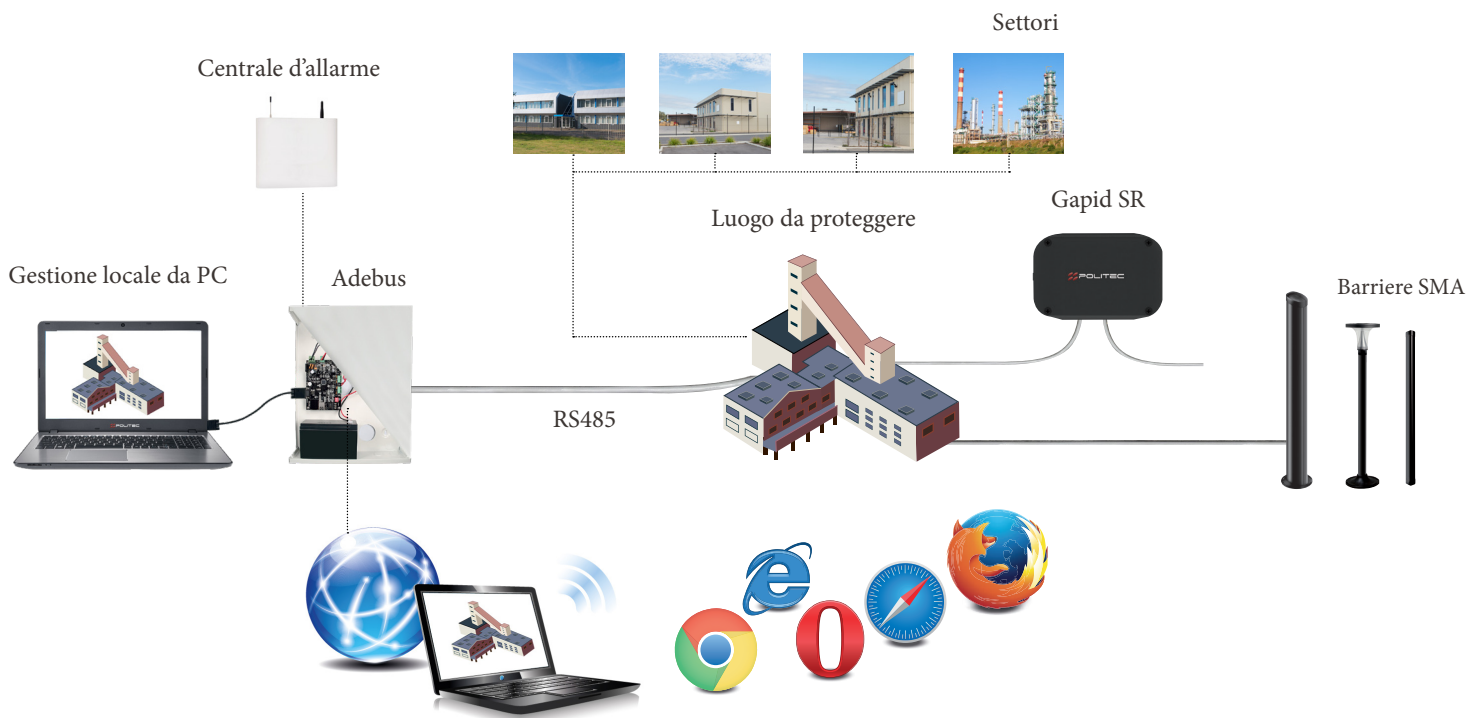 Settori
Centrale d'allarme
Gapid SR
Luogo da proteggere
Gestione locale da PC
Adebus
POLITEC
Barriere SMA
RS485
POLITEC